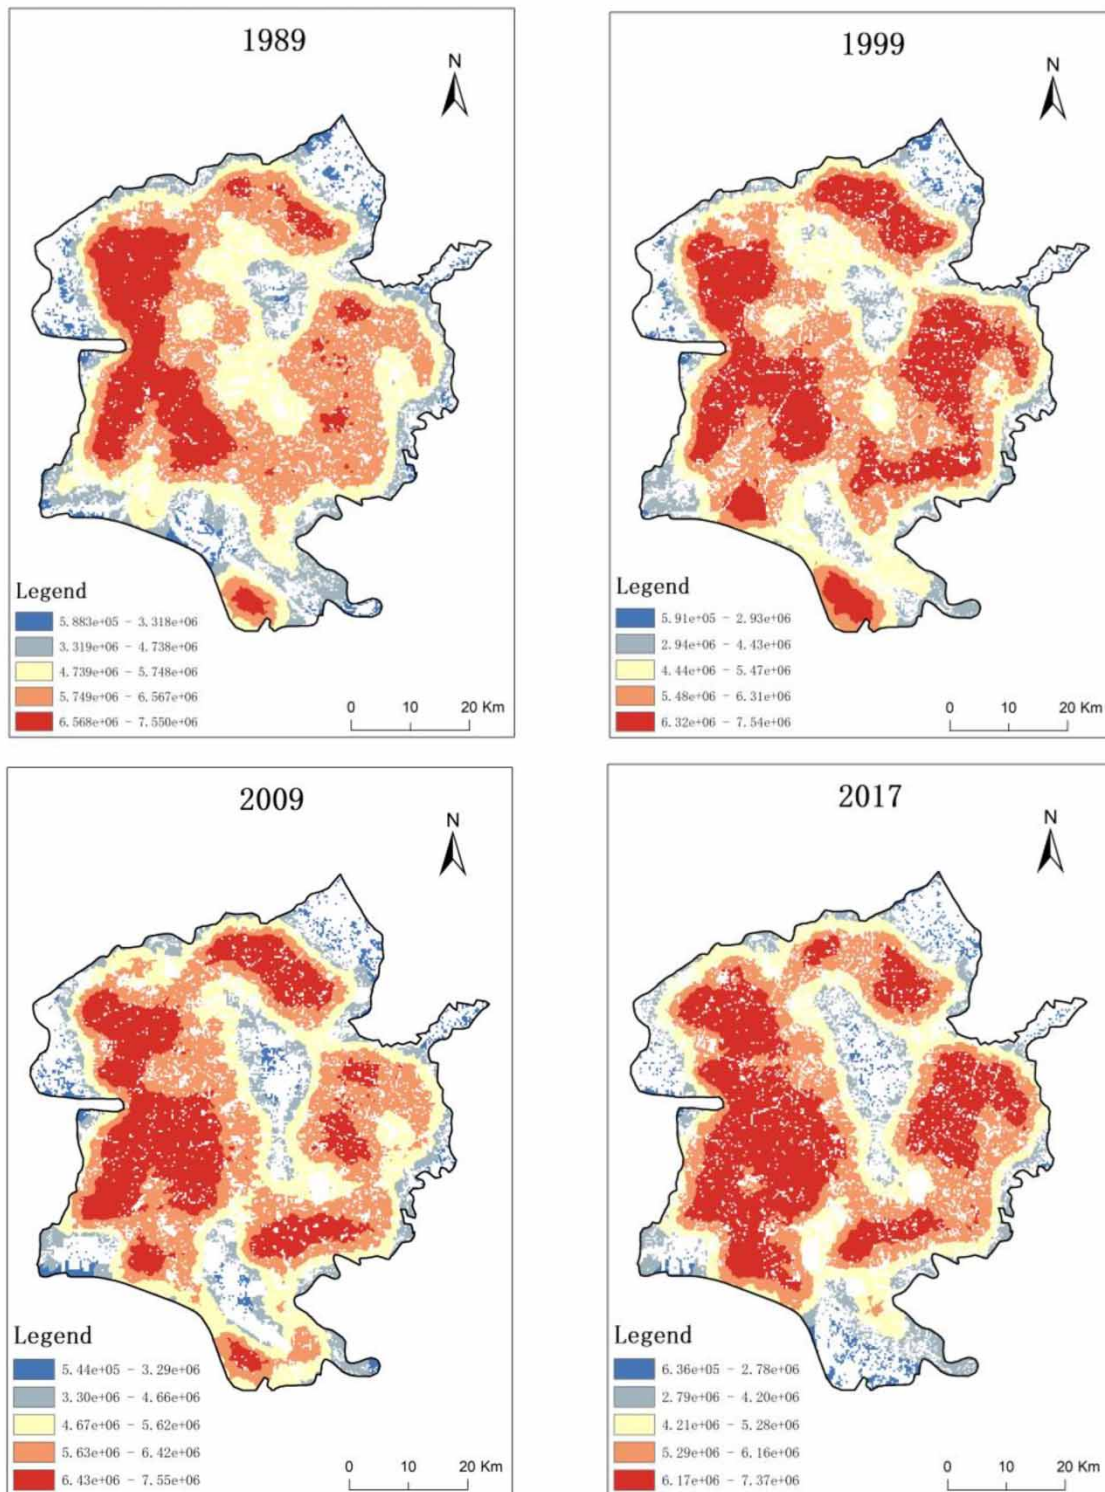 1989
N
Legend
5.883e+05 - 3.318e+06
3.319e+06 - 4.738e+06
4.739e+06 - 5.748e+06
5.749e+06 - 6.567e+06
6.568e+06 - 7.550e+06
0 10 20 Km
1999
N
Legend
5.91e+05 - 2.93e+06
2.94e+06 - 4.43e+06
4.44e+06 - 5.47e+06
5.48e+06 - 6.31e+06
6.32e+06 - 7.54e+06
0 10 20 Km
2009
N
Legend
5.44e+05 - 3.29e+06
3.30e+06 - 4.66e+06
4.67e+06 - 5.62e+06
5.63e+06 - 6.42e+06
6.43e+06 - 7.55e+06
0 10 20 Km
2017
N
Legend
6.36e+05 - 2.78e+06
2.79e+06 - 4.20e+06
4.21e+06 - 5.28e+06
5.29e+06 - 6.16e+06
6.17e+06 - 7.37e+06
0 10 20 Km